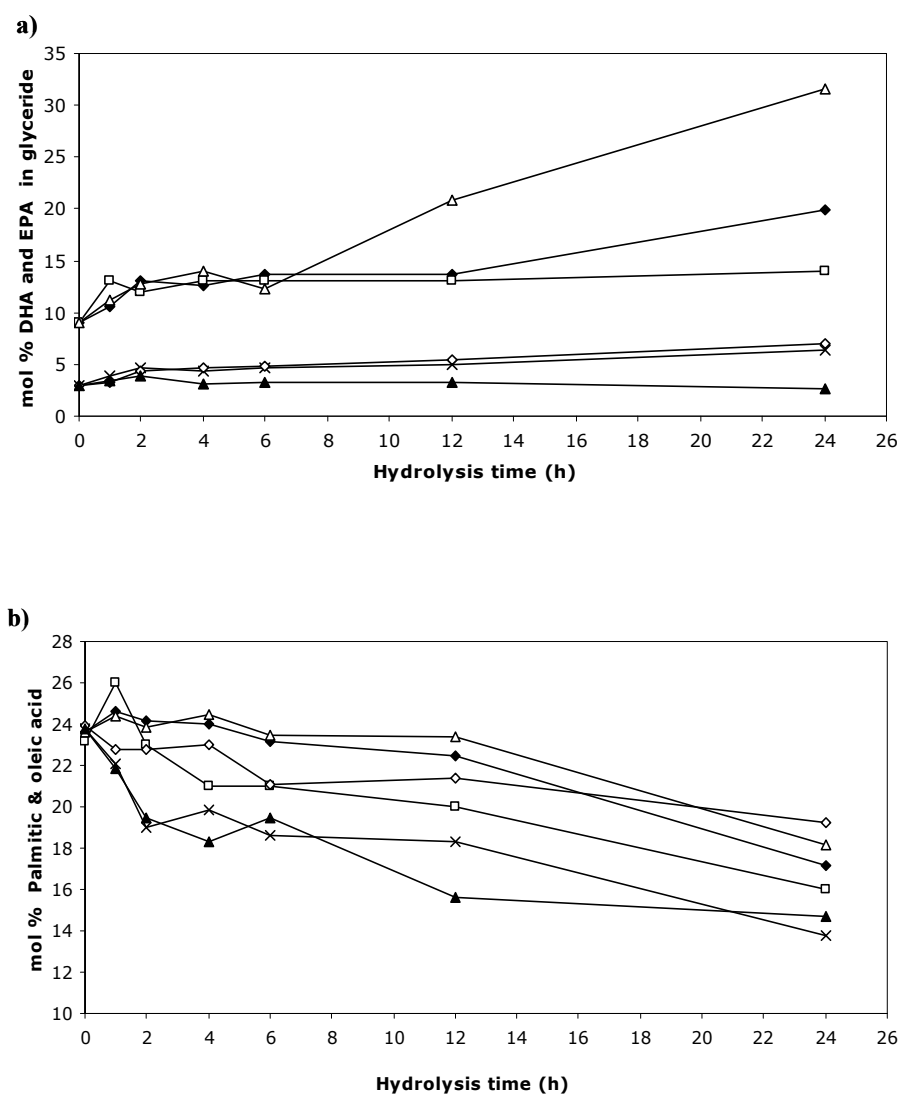 a)
35
30
25
20
15
10
5
0
mol % DHA and EPA in glyceride
0 2 4 6 8 10 12 14 16 18 20 22 24 26
Hydrolysis time (h)
b)
28
26
24
22
20
18
16
14
12
10
mol % Palmitic & oleic acid
0 2 4 6 8 10 12 14 16 18 20 22 24 26
Hydrolysis time (h)